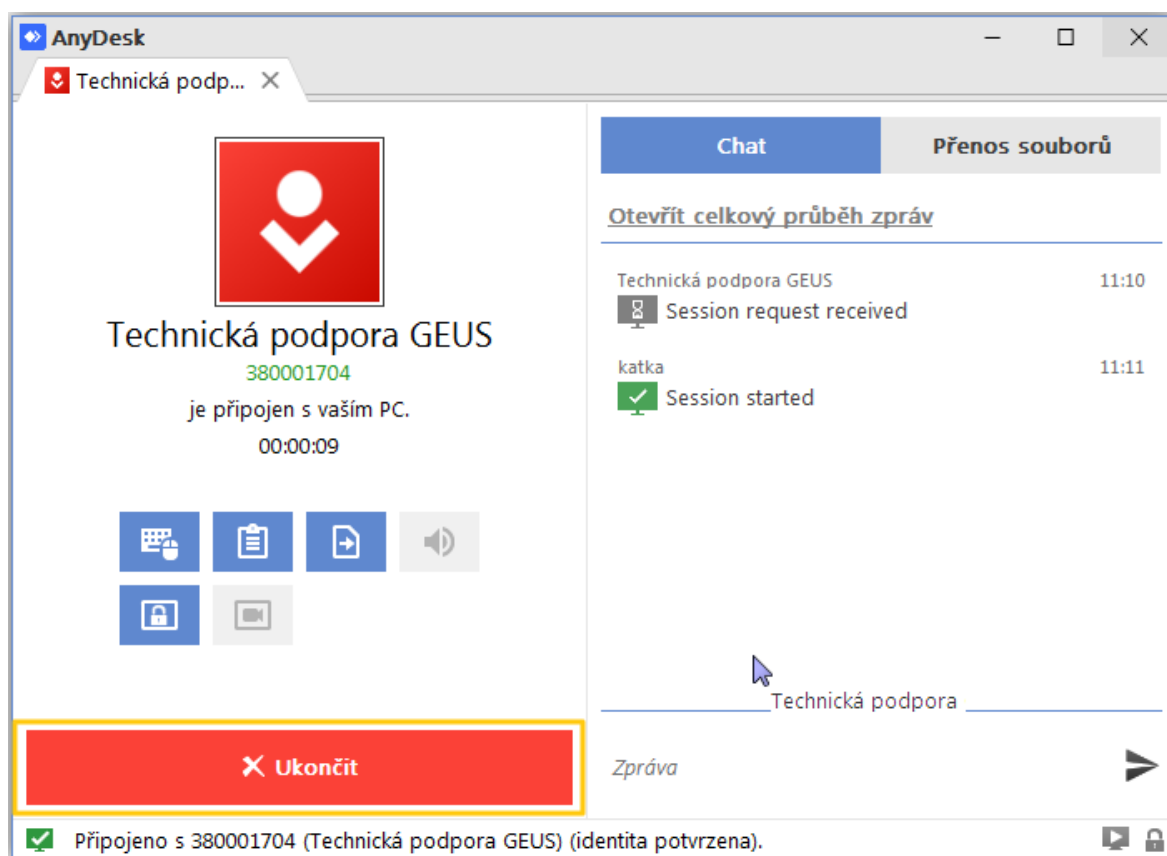 AnyDesk
Technická podp...
Technická podpora GEUS
380001704
je připojen s vaším PC.
00:00:09
Ukončit
Chat
Přenos souborů
Otevřít celkový průběh zpráv
Technická podpora GEUS 11:10
Session request received
katka 11:11
Session started
Technická podpora
Zpráva
Připojeno s 380001704 (Technická podpora GEUS) (identita potvrzena).